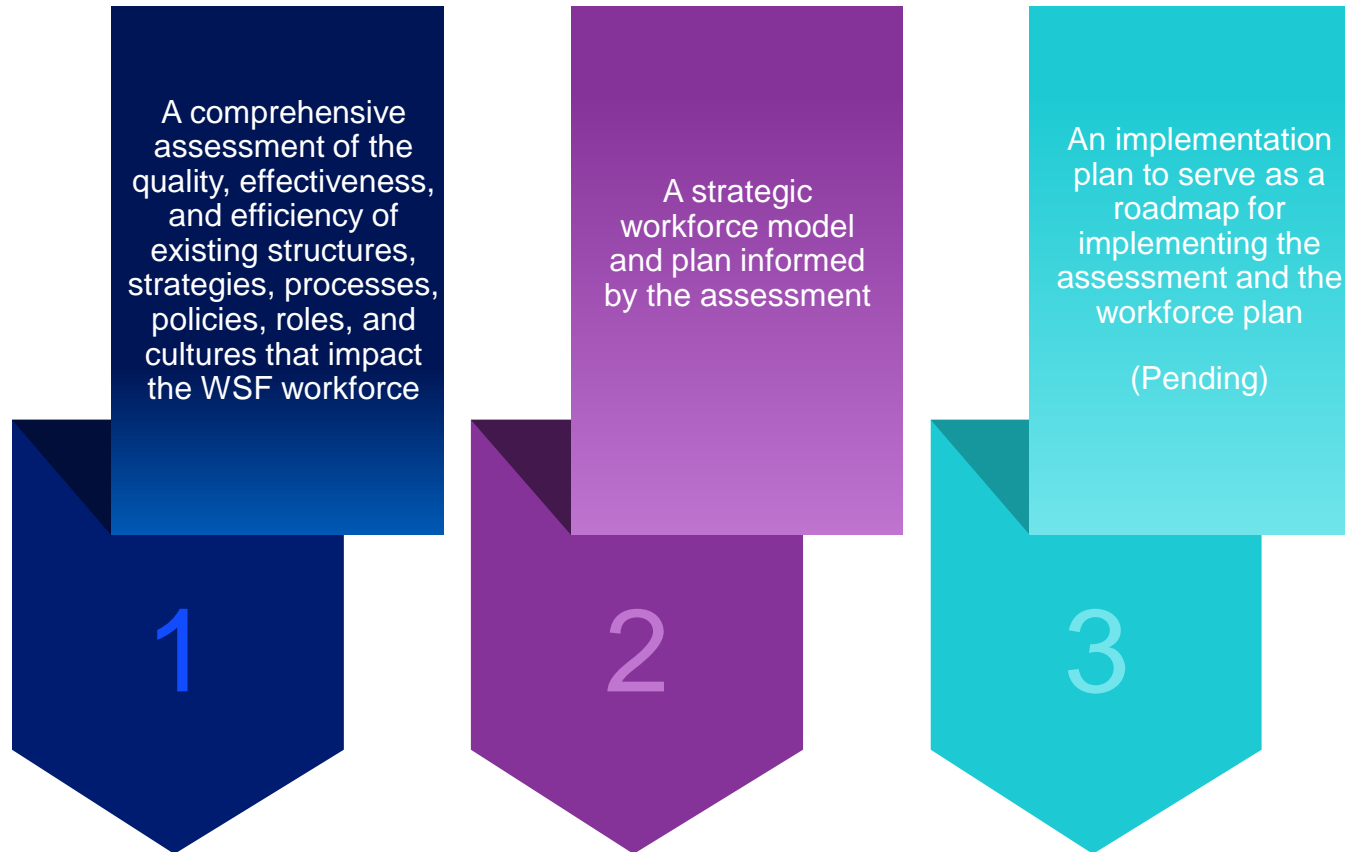 A comprehensive
assessment of the
quality, effectiveness,
and efficiency of
existing structures,
strategies, processes,
policies, roles, and
cultures that impact
the WSF workforce
1
A strategic
workforce model
and plan informed
by the assessment
2
An implementation
plan to serve as a
roadmap for
implementing the
assessment and the
workforce plan
(Pending)
3